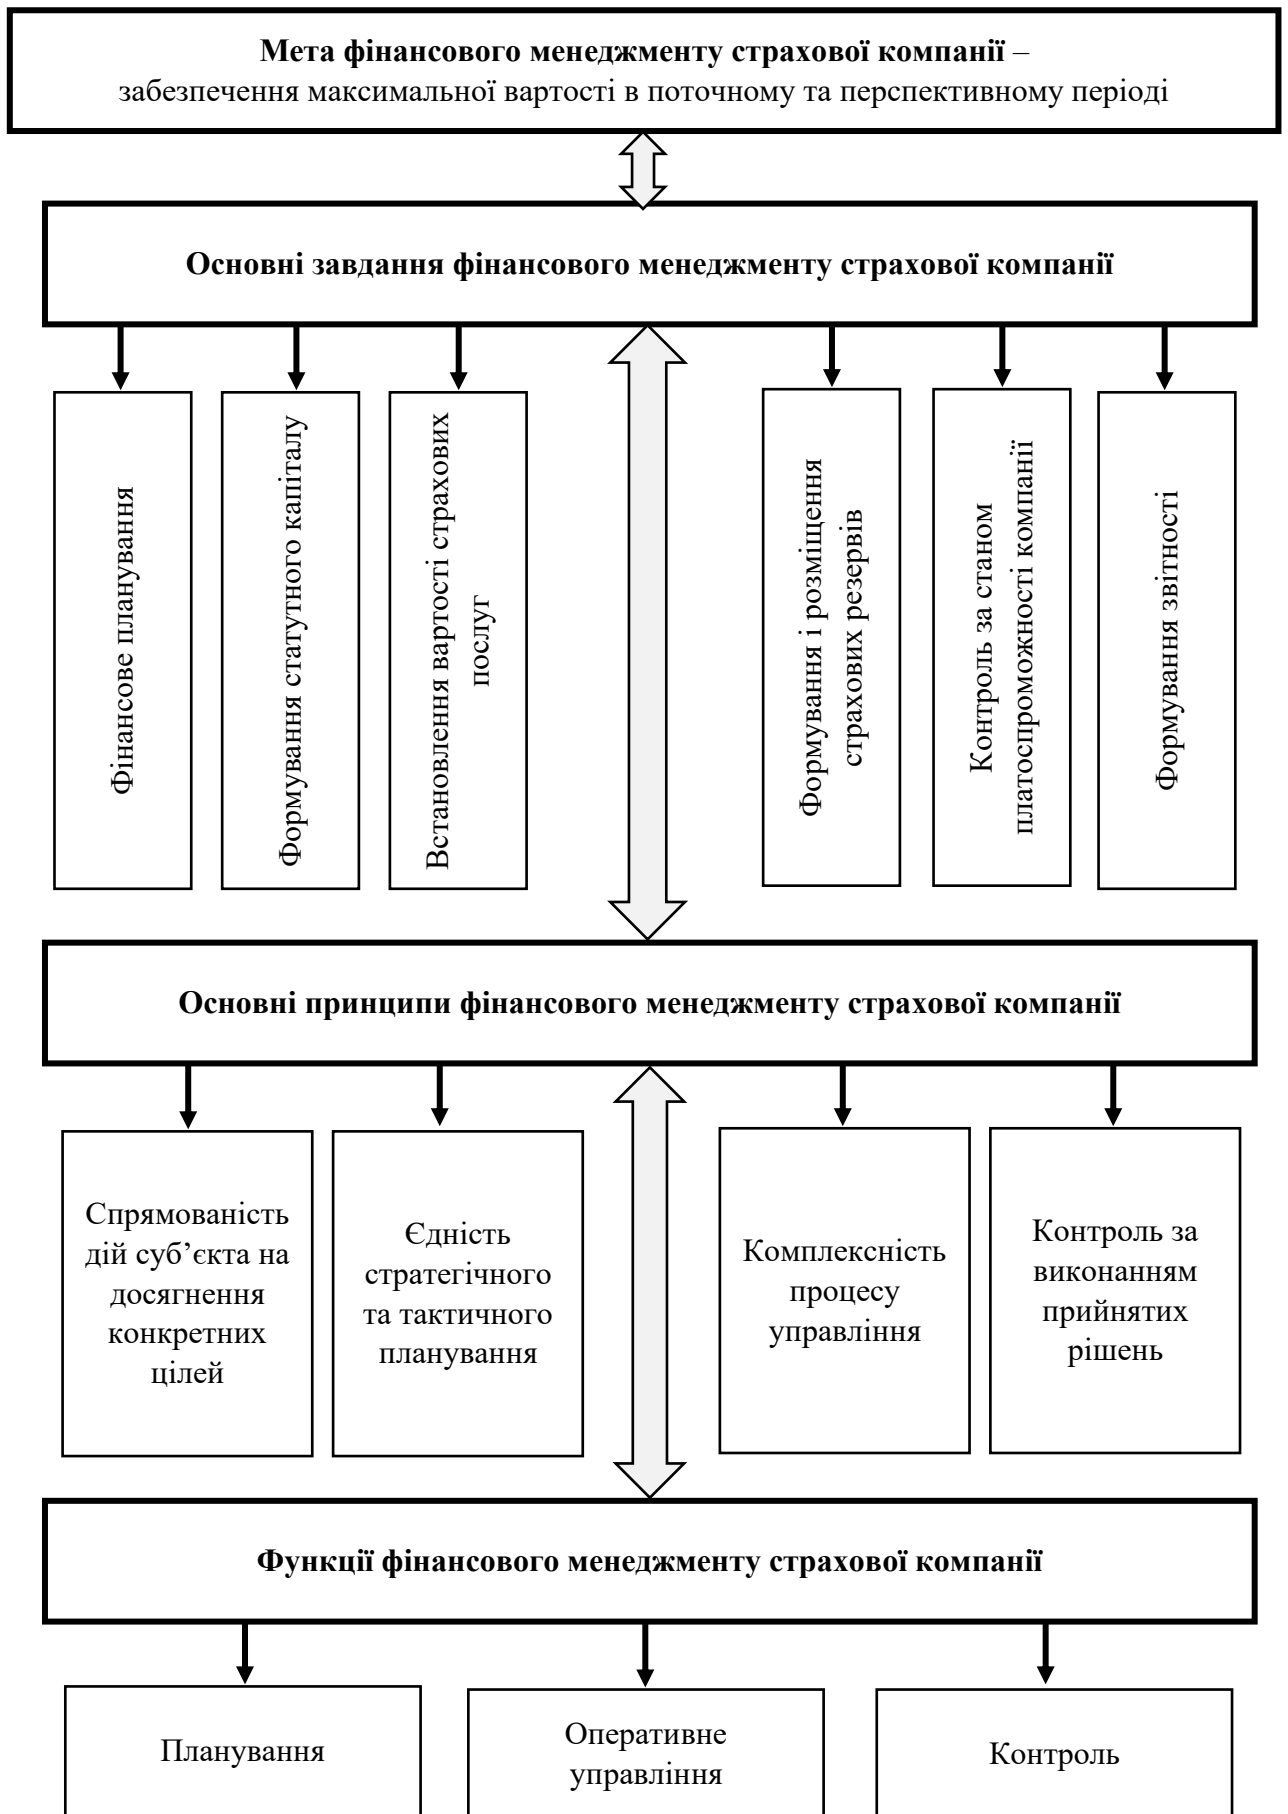 Мета фінансового менеджменту страхової компанії –
забезпечення максимальної вартості в поточному та перспективному періоді
Основні завдання фінансового менеджменту страхової компанії
Фінансове планування
Формування статутного капіталу
Встановлення вартості страхових
послуг
Формування і розміщення
страхових резервів
Контроль за станом
платоспроможності компанії
Формування звітності
Основні принципи фінансового менеджменту страхової компанії
Спрямованість
дій суб’єкта на
досягнення
конкретних
цілей
Єдність
стратегічного
та тактичного
планування
Комплексність
процесу
управління
Контроль за
виконанням
прийнятих
рішень
Функції фінансового менеджменту страхової компанії
Планування
Оперативне
управління
Контроль